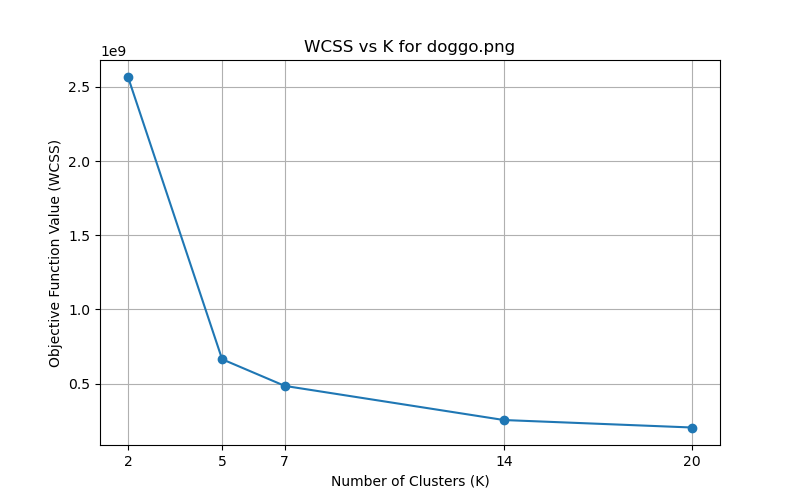 WCSS vs K for doggo.png
1e9
2.5
2.0
1.5
1.0
0.5
Objective Function Value (WCSS)
2 5 7 14 20
Number of Clusters (K)